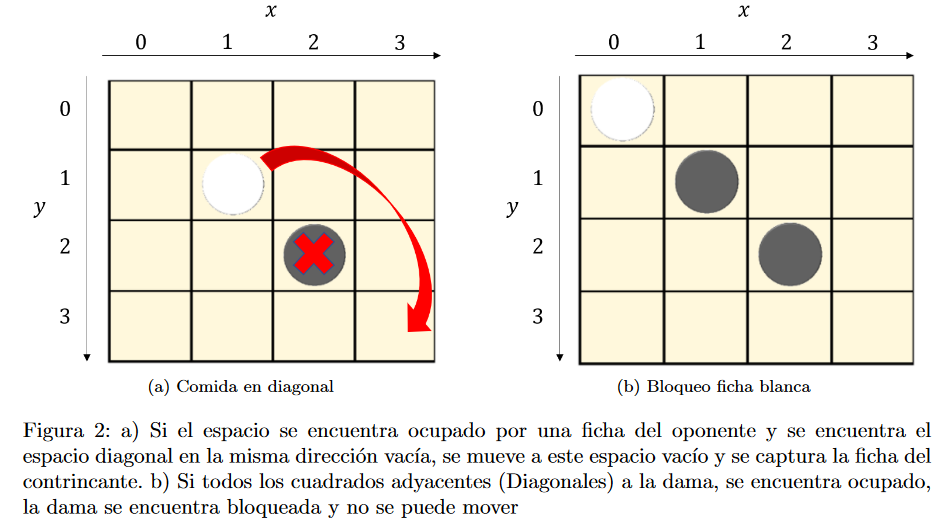 x
x
0 1 2 3
0 1 2 3
0
1
y
2
3
0
1
y
2
3
(a) Comida en diagonal
(b) Bloqueo ficha blanca
Figura 2: a) Si el espacio se encuentra ocupado por una ficha del oponente y se encuentra el
espacio diagonal en la misma dirección vacía, se mueve a este espacio vacío y se captura la ficha del
contrincante. b) Si todos los cuadrados adyacentes (Diagonales) a la dama, se encuentra ocupado,
la dama se encuentra bloqueada y no se puede mover